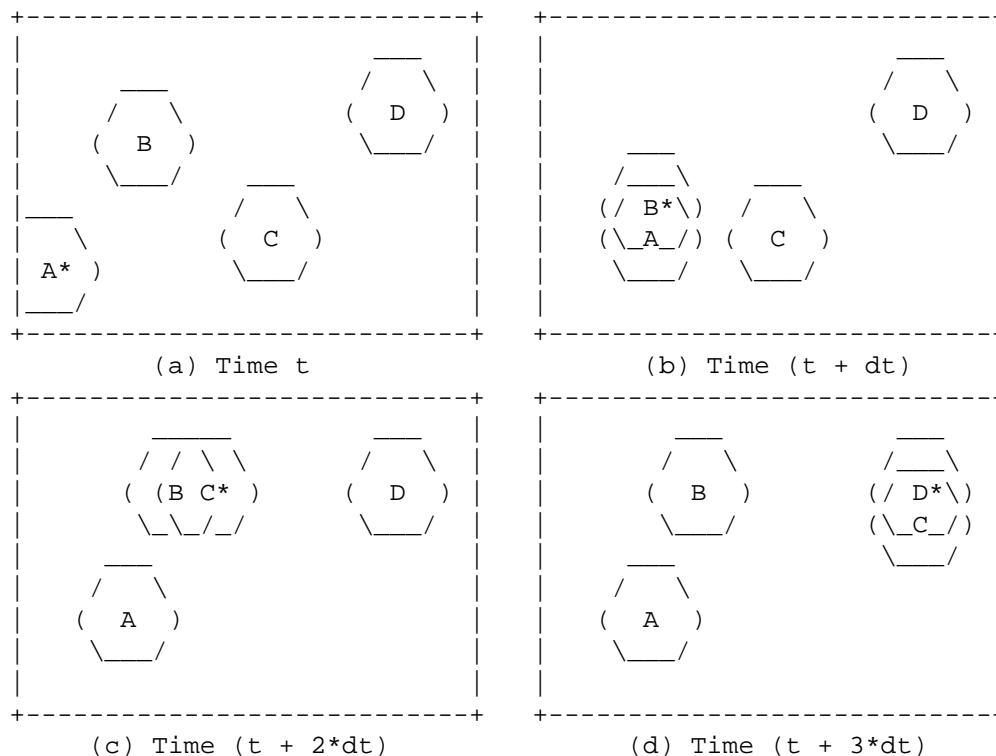 D D
B
B*
C A C
A*
(a) Time t (b) Time (t + dt)
B C* D B D*
C
A A
(c) Time (t + 2*dt) (d) Time (t + 3*dt)